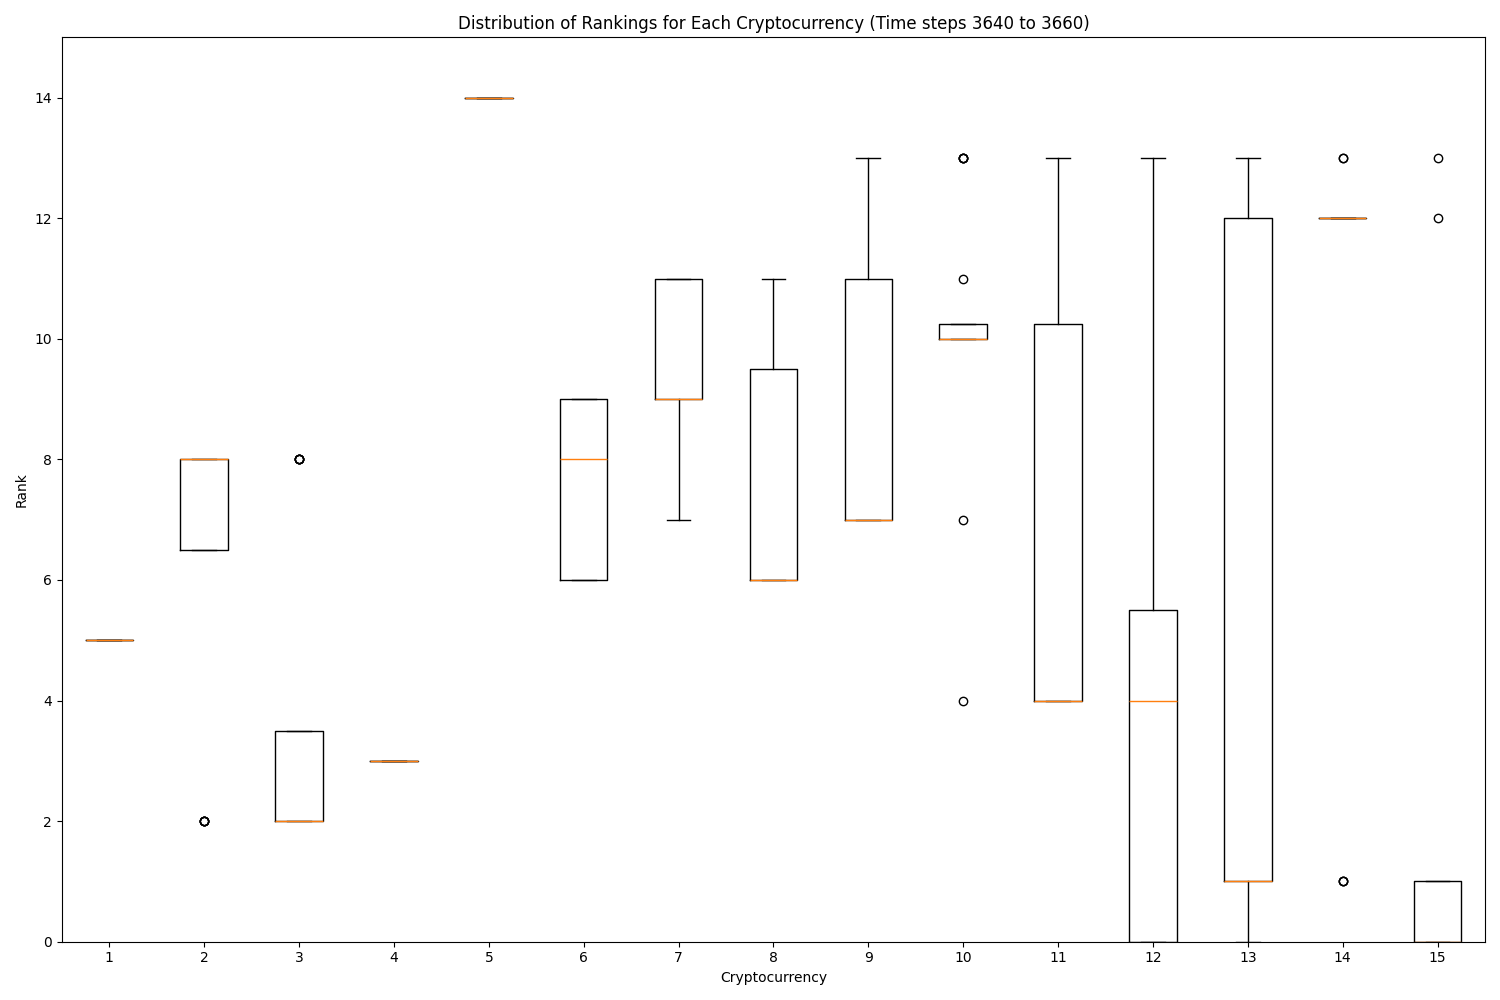 Distribution of Rankings for Each Cryptocurrency (Time steps 3640 to 3660)
Rank
14
12
10
8
6
4
2
0
1 2 3 4 5 6 7 8 9 10 11 12 13 14 15
Cryptocurrency